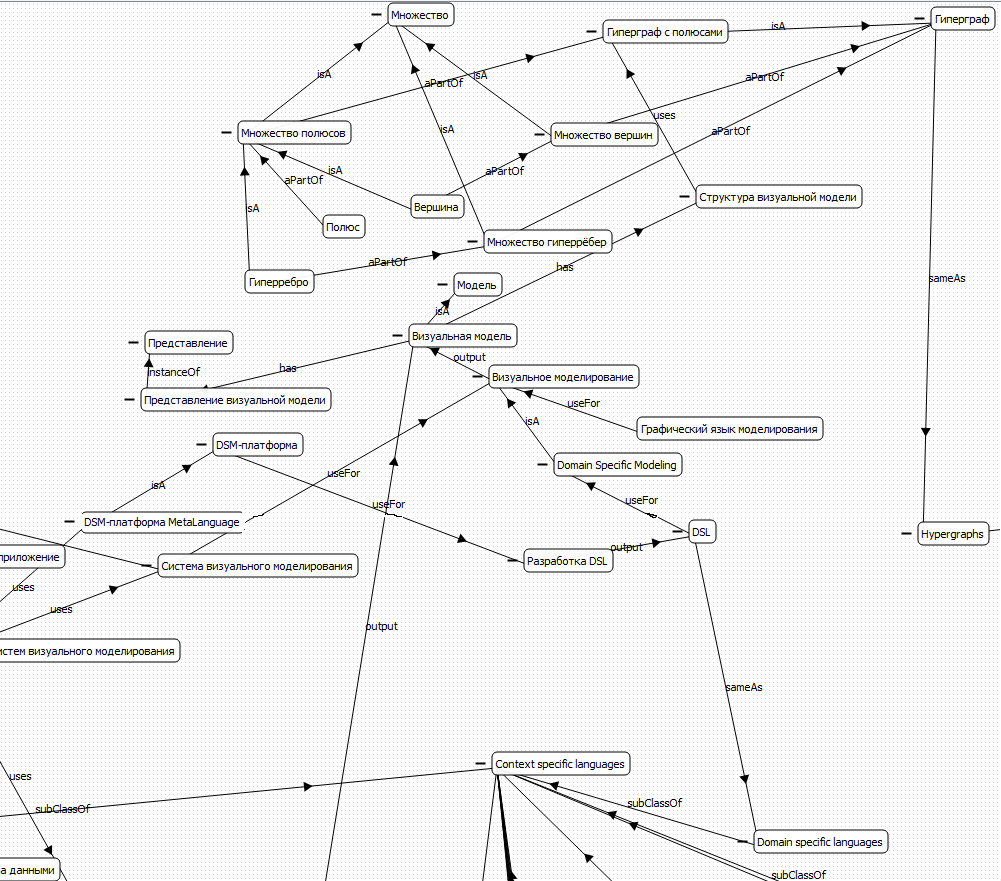 Множество
Гиперграф
Гиперграф с полюсами
isA
isA
aPartOf
isA
aPartOf
uses
Множество полюсов
isA
Множество вершин
aPartOf
isA
aPartOf
aPartOf
Структура визуальной модели
isA
Вершина
Полюс
Множество гиперрёбер
aPartOf
has
Гиперребро
sameAs
Модель
isA
Визуальная модель
Представление
output
instanceOf
has
Визуальное моделирование
Представление визуальной модели
useFor
isA
Графический язык моделирования
DSM-платформа
Domain Specific Modeling
useFor
isA
useFor
useFor
DSM-платформа MetaLanguage
DSL
Hypergraphs
output
приложение
Система визуального моделирования
Разработка DSL
uses
uses
output
истем визуального моделирования
sameAs
Context specific languages
uses
subClassOf
subClassOf
Domain specific languages
а данными
subClassOf